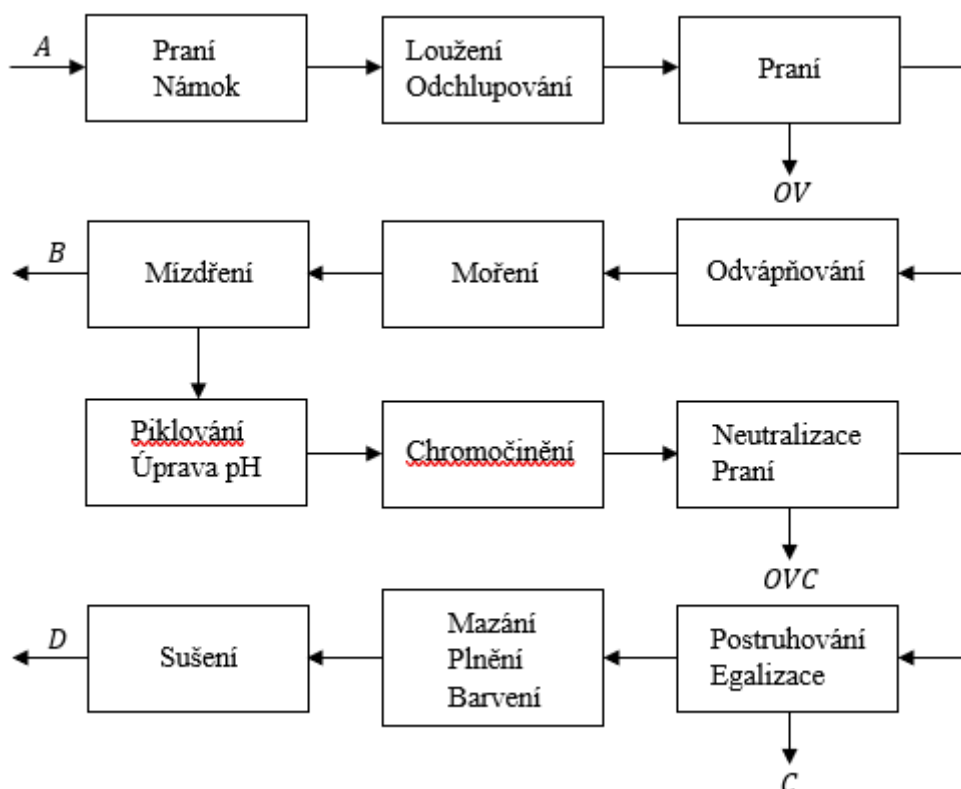 A
Praní
Námok
Loužení
Odchlupování
Praní
OV
B
Mízdření
Moření
Odvápňování
Piklování
Úprava pH
Chromočinění
Neutralizace
Praní
OVC
D
Sušení
Mazání
Plnění
Barvení
Postruhování
Egalizace
C